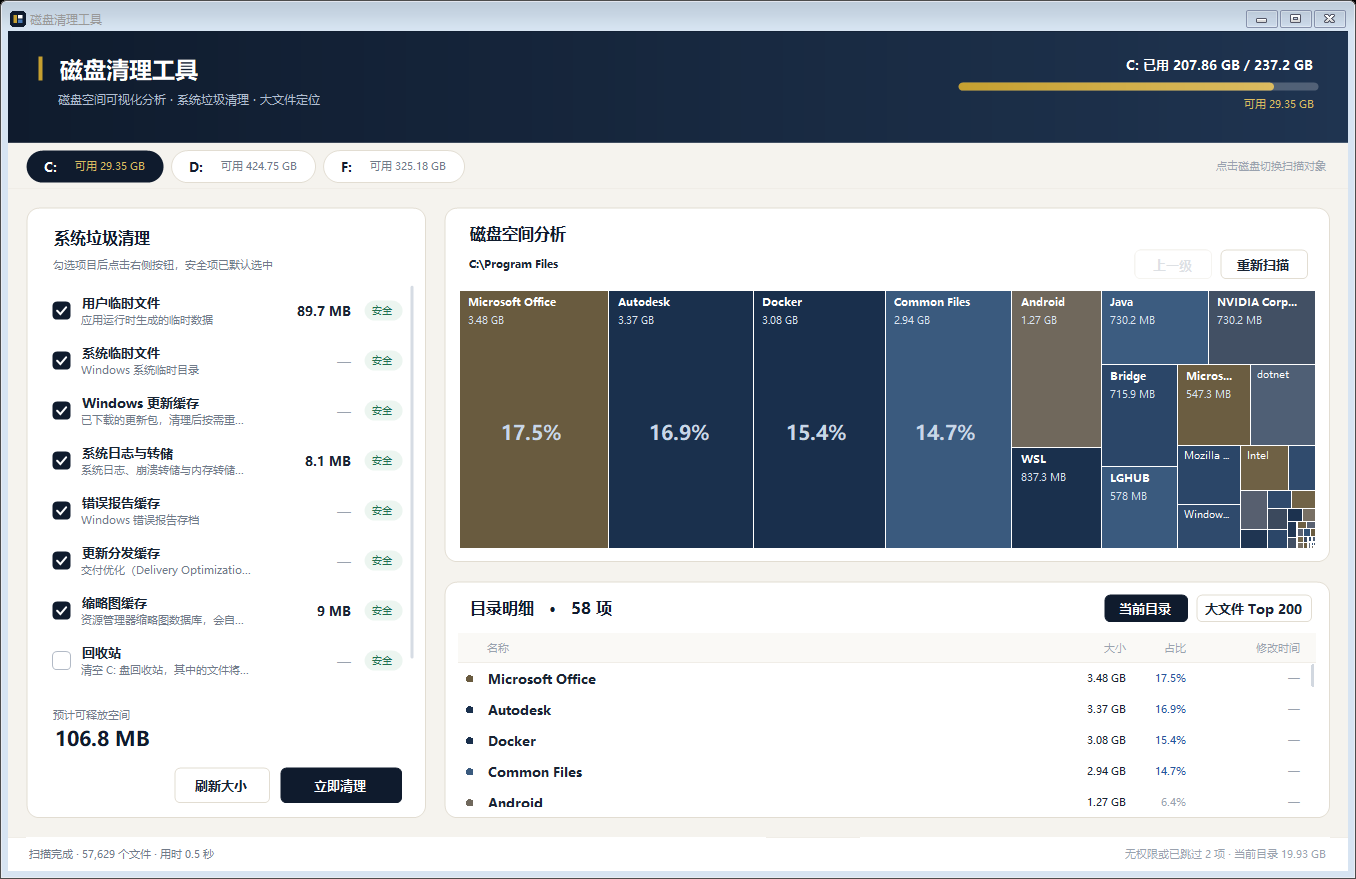 磁盘清理工具
磁盘清理工具
磁盘空间可视化分析 · 系统垃圾清理 · 大文件定位
C: 已用 207.86 GB / 237.2 GB
可用 29.35 GB
C: 可用 29.35 GB
D: 可用 424.75 GB
F: 可用 325.18 GB
点击磁盘切换扫描对象
系统垃圾清理
勾选项目后点击右侧按钮，安全项已默认选中
用户临时文件
应用运行时生成的临时数据
89.7 MB
安全
系统临时文件
Windows 系统临时目录
—
安全
Windows 更新缓存
已下载的更新包，清理后按需重...
—
安全
系统日志与转储
系统日志、崩溃转储与内存转储...
8.1 MB
安全
错误报告缓存
Windows 错误报告存档
—
安全
更新分发缓存
交付优化（Delivery Optimizatio...
—
安全
缩略图缓存
资源管理器缩略图数据库，会自...
9 MB
安全
回收站
清空 C: 盘回收站，其中的文件将...
—
安全
预计可释放空间
106.8 MB
刷新大小
立即清理
磁盘空间分析
C:\Program Files
上一级
重新扫描
Microsoft Office
3.48 GB
17.5%
Autodesk
3.37 GB
16.9%
Docker
3.08 GB
15.4%
Common Files
2.94 GB
14.7%
Android
1.27 GB
WSL
837.3 MB
Java
730.2 MB
NVIDIA Corp...
730.2 MB
Bridge
715.9 MB
LGHUB
578 MB
Micros...
547.3 MB
dotnet
Mozilla ...
Intel
Window...
目录明细 • 58 项
当前目录
大文件 Top 200
名称 大小 占比 修改时间
Microsoft Office 3.48 GB 17.5% —
Autodesk 3.37 GB 16.9% —
Docker 3.08 GB 15.4% —
Common Files 2.94 GB 14.7% —
Android 1.27 GB 6.4% —
扫描完成 · 57,629 个文件 · 用时 0.5 秒
无权限或已跳过 2 项 · 当前目录 19.93 GB